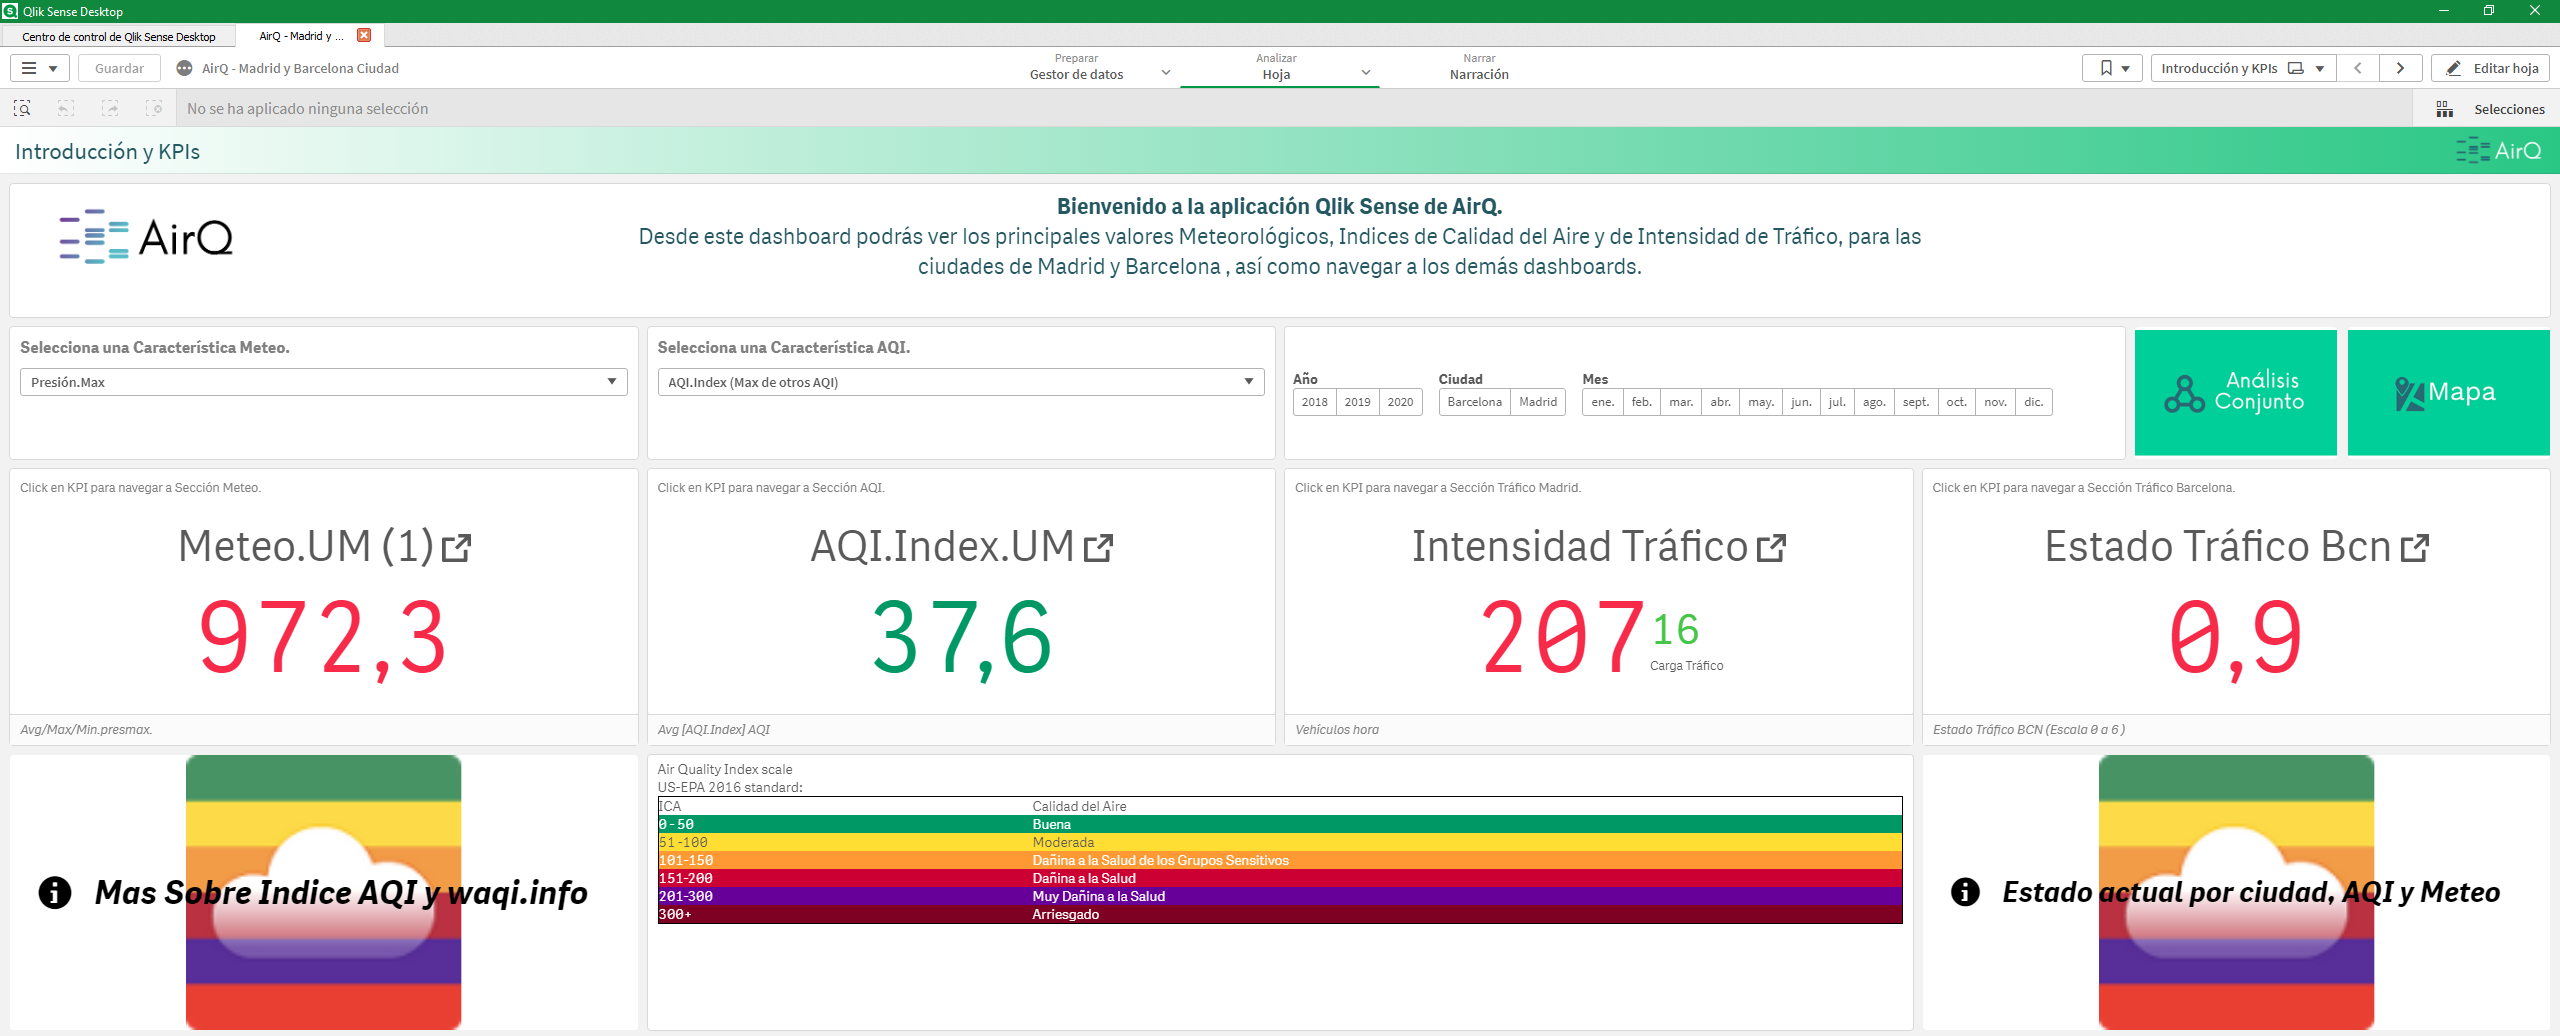 Qlik Sense Desktop
Centro de control de Qlik Sense Desktop
AirQ - Madrid y ...
Guardar
AirQ - Madrid y Barcelona Ciudad
Preparar
Gestor de datos
Analizar
Hoja
Narrar
Narración
Introducción y KPIs
Editar hoja
No se ha aplicado ninguna selección
Selecciones
Introducción y KPIs
AirQ
AirQ
Bienvenido a la aplicación Qlik Sense de AirQ.
Desde este dashboard podrás ver los principales valores Meteorológicos, Indices de Calidad del Aire y de Intensidad de Tráfico, para las
ciudades de Madrid y Barcelona , así como navegar a los demás dashboards.
Selecciona una Característica Meteo.
Presión.Max
Selecciona una Característica AQI.
AQI.Index (Max de otros AQI)
Año
2018 2019 2020
Ciudad
Barcelona Madrid
Mes
ene. feb. mar. abr. may. jun. jul. ago. sept. oct. nov. dic.
Análisis
Conjunto
Mapa
Click en KPI para navegar a Sección Meteo.
Meteo.UM (1)
972,3
Avg/Max/Min.presmax.
Click en KPI para navegar a Sección AQI.
AQI.Index.UM
37,6
Avg [AQI.Index] AQI
Click en KPI para navegar a Sección Tráfico Madrid.
Intensidad Tráfico
207
16
Carga Tráfico
Vehículos hora
Click en KPI para navegar a Sección Tráfico Barcelona.
Estado Tráfico Bcn
0,9
Estado Tráfico BCN (Escala 0 a 6 )
Mas Sobre Indice AQI y waqi.info
Air Quality Index scale
US-EPA 2016 standard:
ICA Calidad del Aire
0-50 Buena
51-100 Moderada
101-150 Dañina a la Salud de los Grupos Sensitivos
151-200 Dañina a la Salud
201-300 Muy Dañina a la Salud
300+ Arriesgado
Estado actual por ciudad, AQI y Meteo